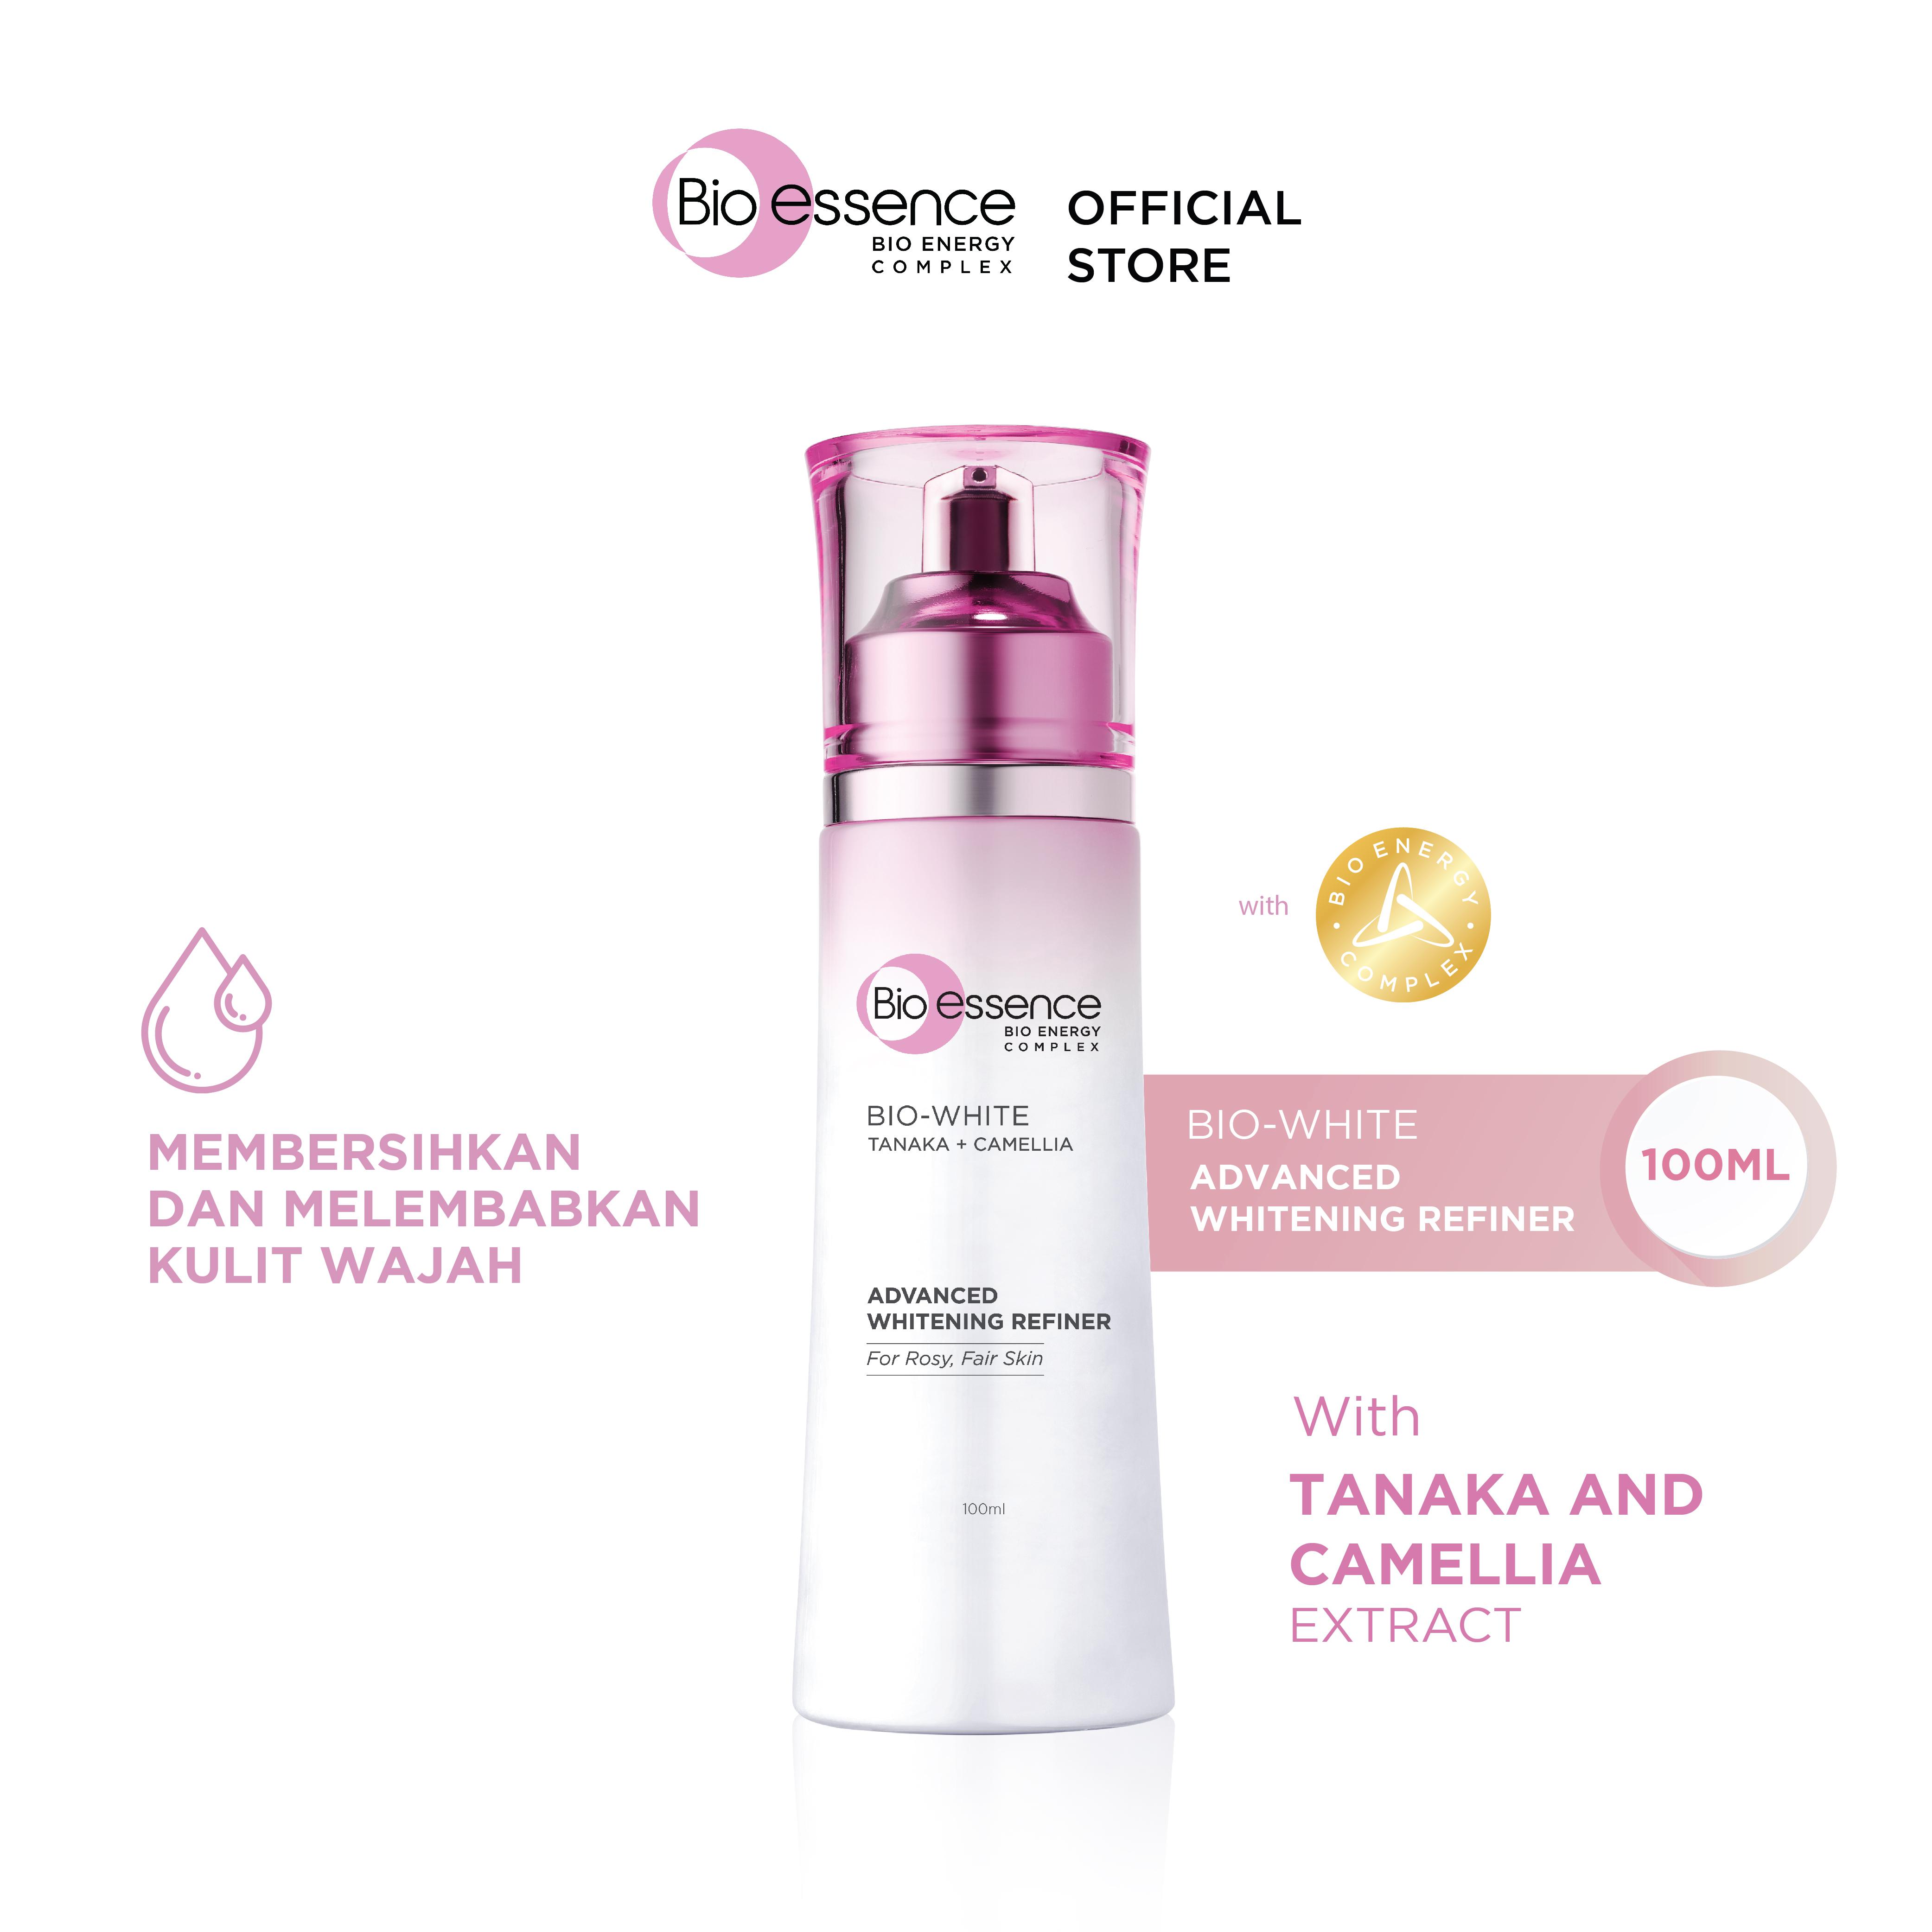 Bio essence
BIO ENERGY
COMPLEX
OFFICIAL
STORE
with
BIO ENERGY
COMPLEX
MEMBERSIHKAN
DAN MELEMBABKAN
KULIT WAJAH
Bio essence
BIO ENERGY
COMPLEX
BIO-WHITE
TANAKA + CAMELLIA
ADVANCED
WHITENING REFINER
For Rosy, Fair Skin
100ml
BIO-WHITE
ADVANCED
WHITENING REFINER
100ML
With
TANAKA AND
CAMELLIA
EXTRACT